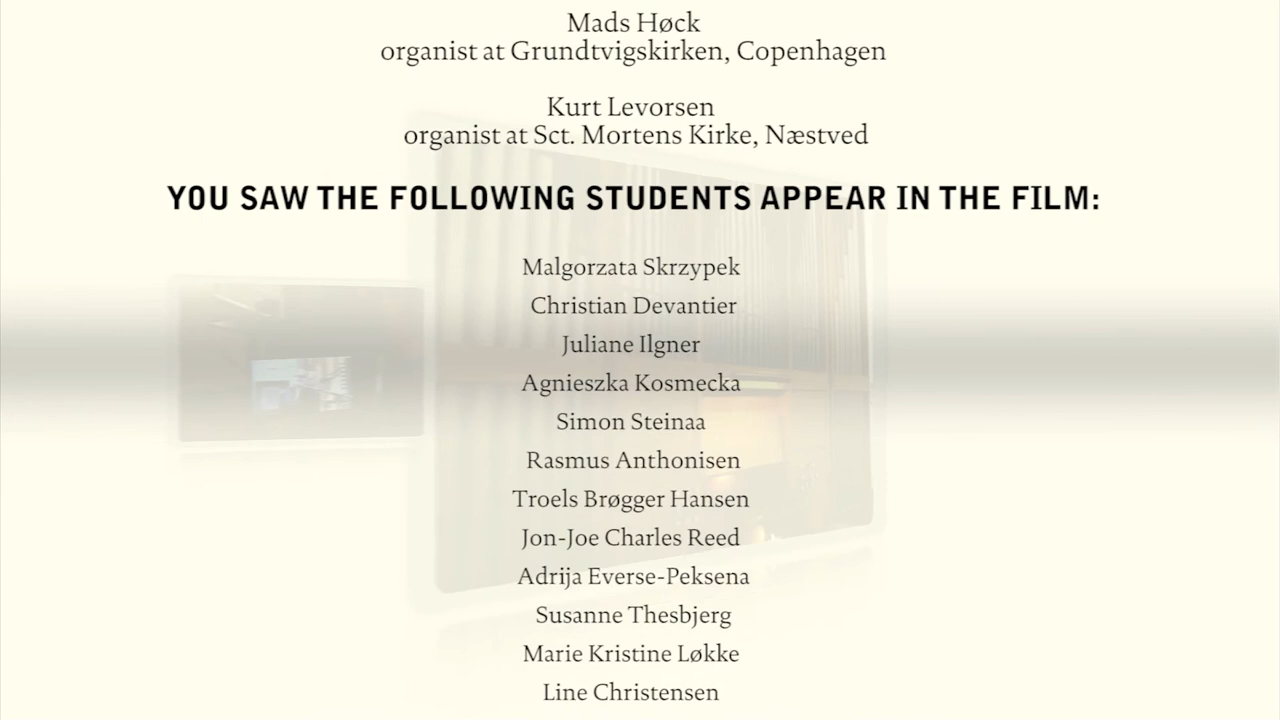 Mads Høck
organist at Grundtvigskirken, Copenhagen
Kurt Levorsen
organist at Sct. Mortens Kirke, Næstved
YOU SAW THE FOLLOWING STUDENTS APPEAR IN THE FILM:
Malgorzata Skrzypek
Christian Devantier
Juliane Ilgner
Agnieszka Kosmecka
Simon Steinaa
Rasmus Anthonisen
Troels Brøgger Hansen
Jon-Joe Charles Reed
Adrija Everse-Peksena
Susanne Thesbjerg
Marie Kristine Løkke
Line Christensen